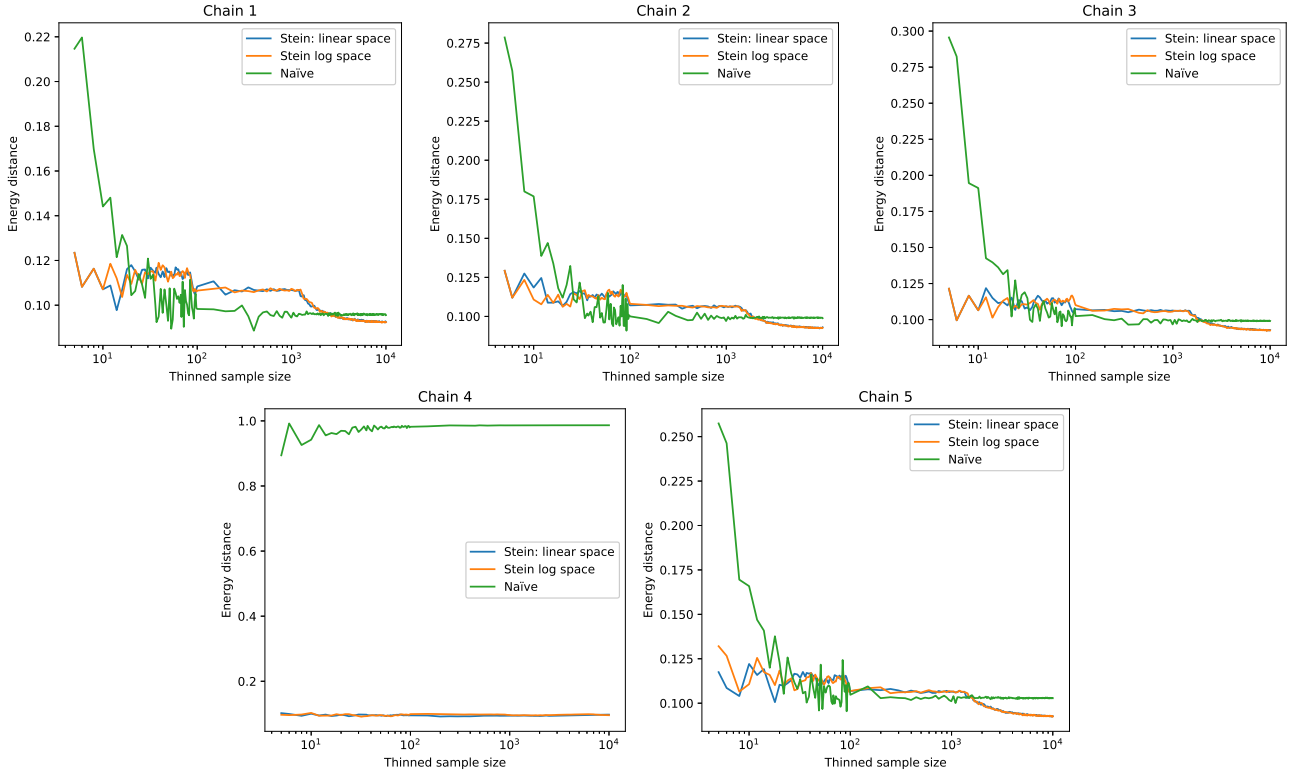 Chain 1
Energy distance
0.22
0.20
0.18
0.16
0.14
0.12
0.10
Stein: linear space
Stein log space
Naïve
10¹ 10² 10³ 10⁴
Thinned sample size
Chain 2
Energy distance
0.275
0.250
0.225
0.200
0.175
0.150
0.125
0.100
Stein: linear space
Stein log space
Naïve
10¹ 10² 10³ 10⁴
Thinned sample size
Chain 3
Energy distance
0.300
0.275
0.250
0.225
0.200
0.175
0.150
0.125
0.100
Stein: linear space
Stein log space
Naïve
10¹ 10² 10³ 10⁴
Thinned sample size
Chain 4
Energy distance
1.0
0.8
0.6
0.4
0.2
Stein: linear space
Stein log space
Naïve
10¹ 10² 10³ 10⁴
Thinned sample size
Chain 5
Energy distance
0.250
0.225
0.200
0.175
0.150
0.125
0.100
Stein: linear space
Stein log space
Naïve
10¹ 10² 10³ 10⁴
Thinned sample size